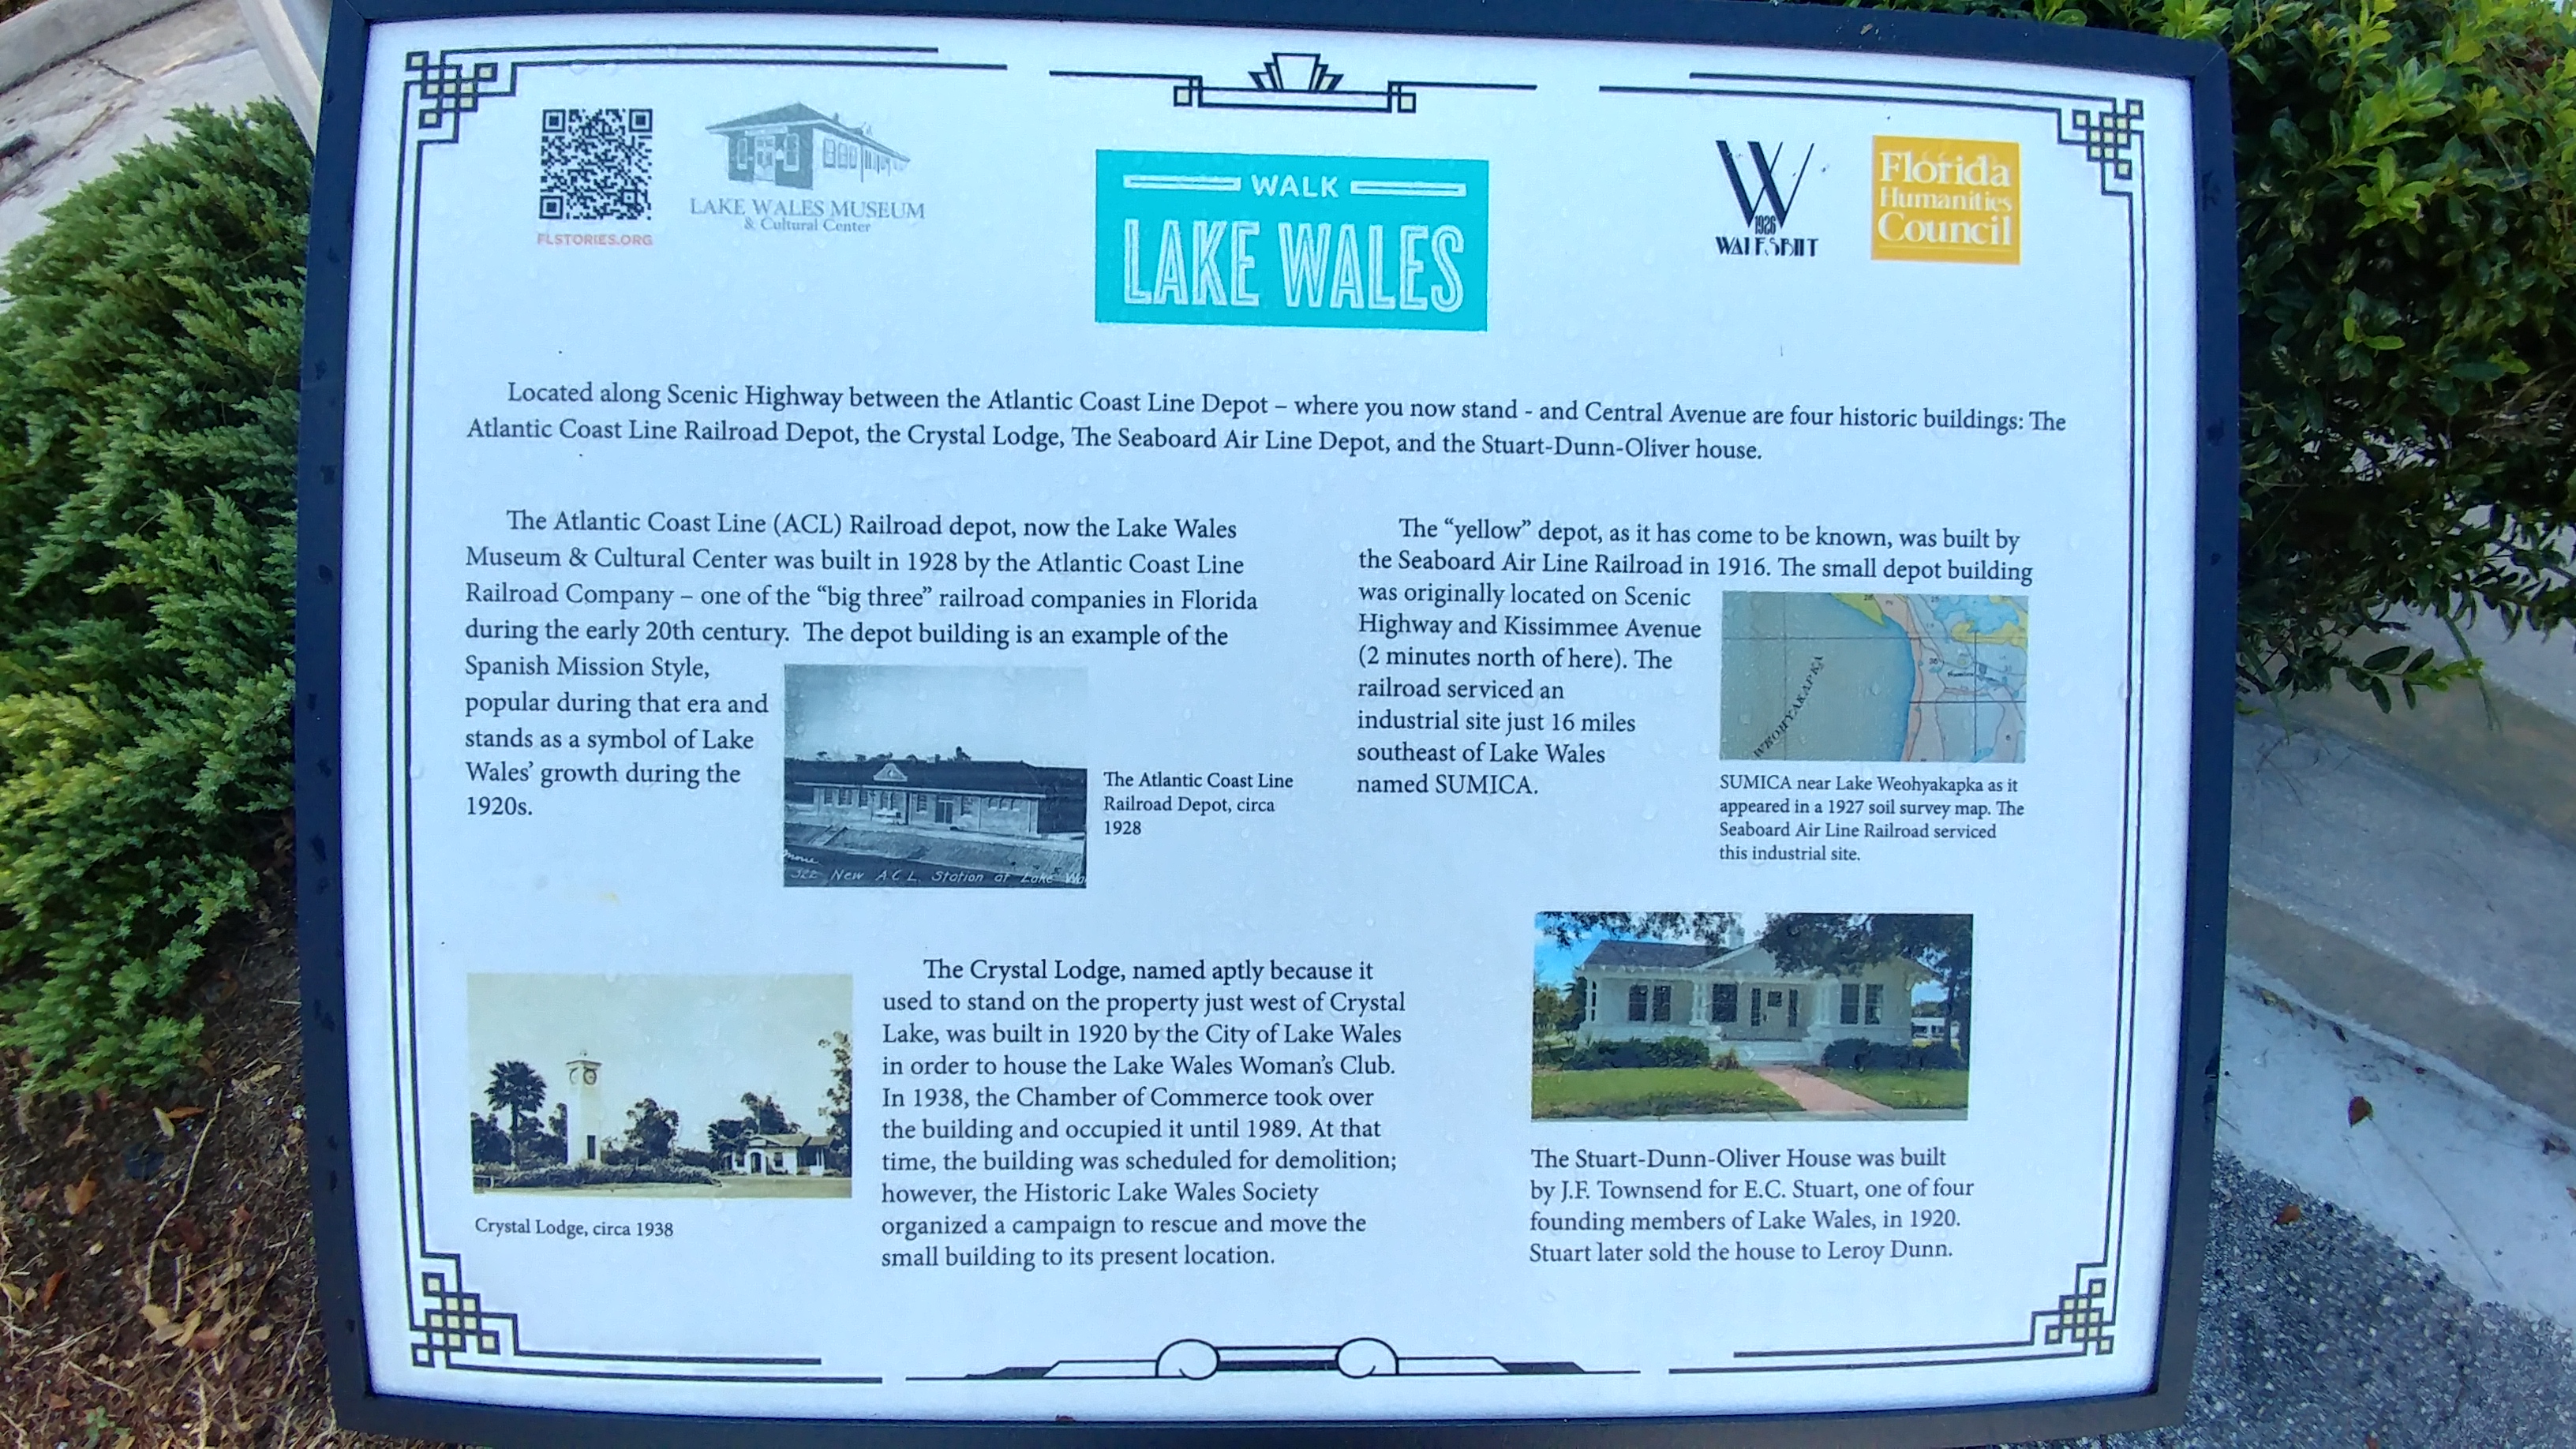 FLSTORIES.ORG
LAKE WALES MUSEUM
& Cultural Center
WALK
LAKE WALES
W
1926
WALESBILT
Florida
Humanities
Council
Located along Scenic Highway between the Atlantic Coast Line Depot – where you now stand - and Central Avenue are four historic buildings: The
Atlantic Coast Line Railroad Depot, the Crystal Lodge, The Seaboard Air Line Depot, and the Stuart-Dunn-Oliver house.
The Atlantic Coast Line (ACL) Railroad depot, now the Lake Wales
Museum & Cultural Center was built in 1928 by the Atlantic Coast Line
Railroad Company – one of the “big three” railroad companies in Florida
during the early 20th century. The depot building is an example of the
Spanish Mission Style,
popular during that era and
stands as a symbol of Lake
Wales’ growth during the
1920s.
New A.C.L. Station at Lake Wa
The Atlantic Coast Line
Railroad Depot, circa
1928
The “yellow” depot, as it has come to be known, was built by
the Seaboard Air Line Railroad in 1916. The small depot building
was originally located on Scenic
Highway and Kissimmee Avenue
(2 minutes north of here). The
railroad serviced an
industrial site just 16 miles
southeast of Lake Wales
named SUMICA.
WEOHYAKAPKA
SUMICA near Lake Weohyakapka as it
appeared in a 1927 soil survey map. The
Seaboard Air Line Railroad serviced
this industrial site.
Crystal Lodge, circa 1938
The Crystal Lodge, named aptly because it
used to stand on the property just west of Crystal
Lake, was built in 1920 by the City of Lake Wales
in order to house the Lake Wales Woman’s Club.
In 1938, the Chamber of Commerce took over
the building and occupied it until 1989. At that
time, the building was scheduled for demolition;
however, the Historic Lake Wales Society
organized a campaign to rescue and move the
small building to its present location.
The Stuart-Dunn-Oliver House was built
by J.F. Townsend for E.C. Stuart, one of four
founding members of Lake Wales, in 1920.
Stuart later sold the house to Leroy Dunn.